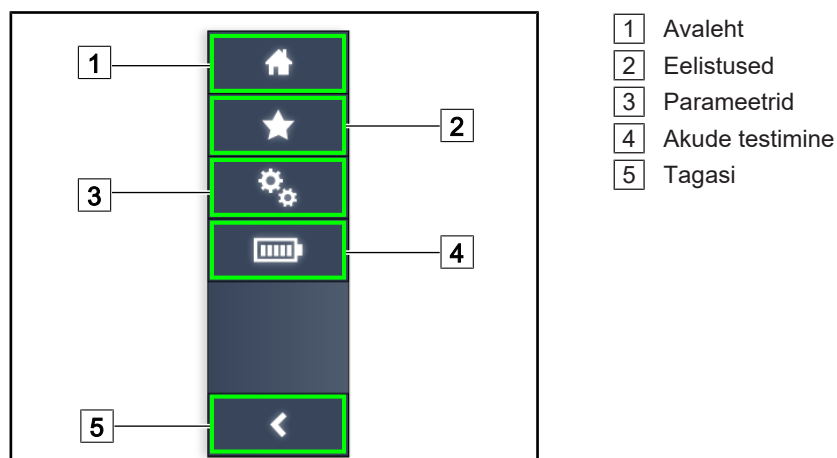 1
2
3
4
5
1 Avaleht
2 Eelistused
3 Parameetrid
4 Akude testimine
5 Tagasi